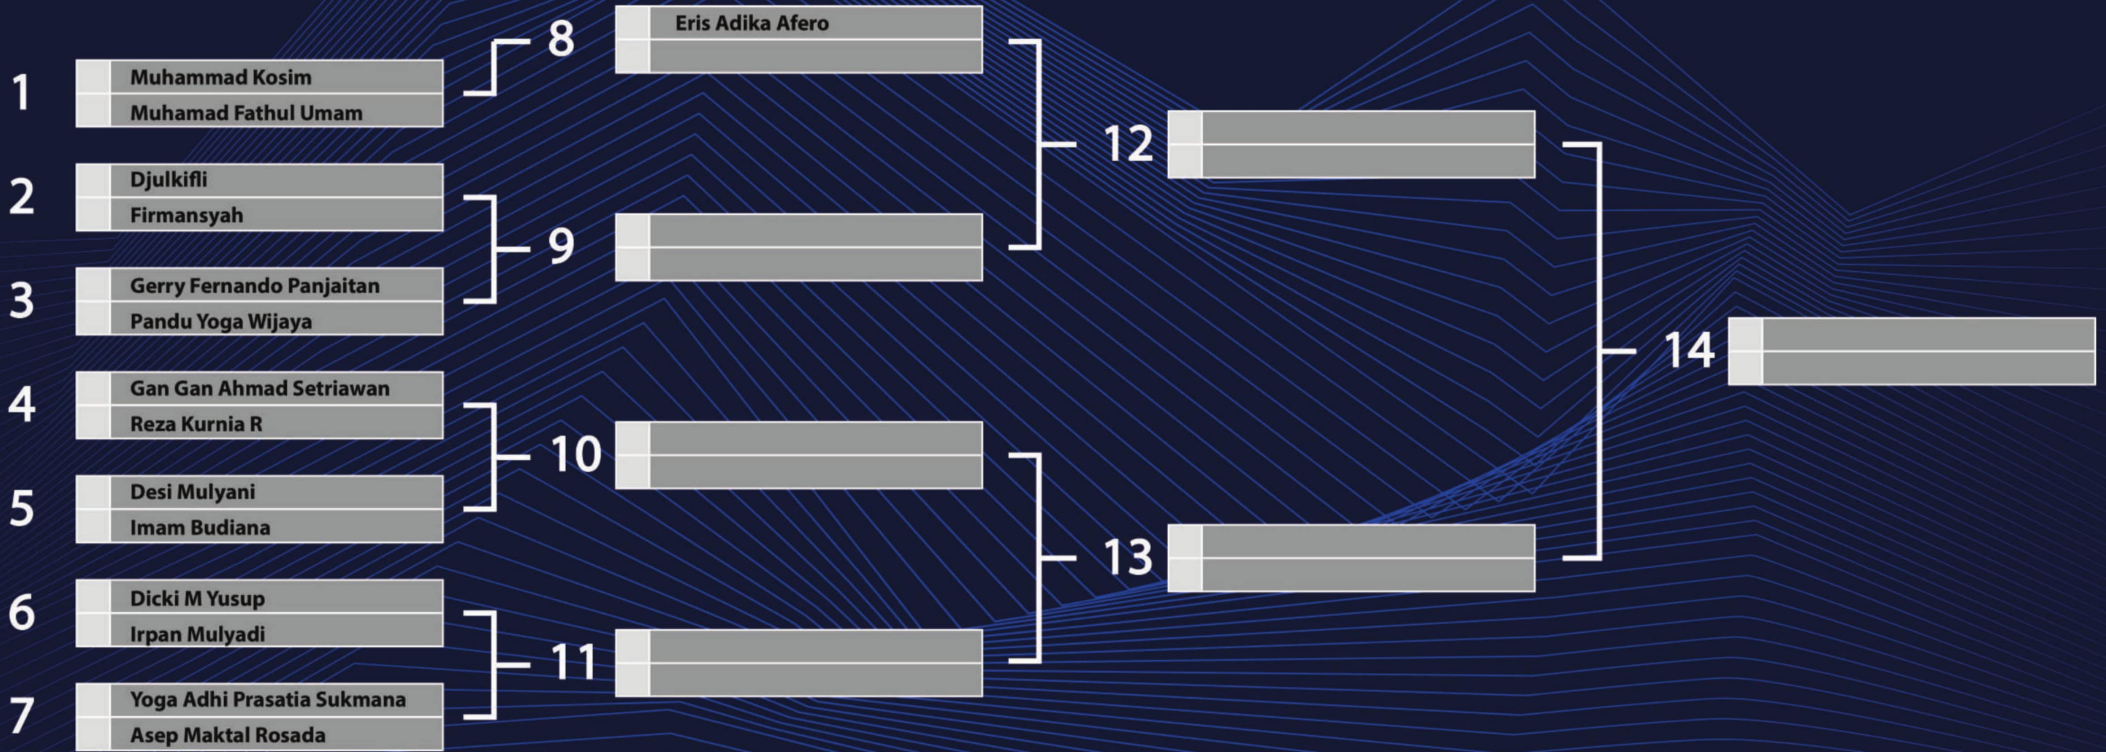 1
Muhammad Kosim
Muhamad Fathul Umam
2
Djulkifli
Firmansyah
3
Gerry Fernando Panjaitan
Pandu Yoga Wijaya
4
Gan Gan Ahmad Setriawan
Reza Kurnia R
5
Desi Mulyani
Imam Budiana
6
Dicki M Yusup
Irpan Mulyadi
7
Yoga Adhi Prasatia Sukmana
Asep Maktal Rosada
8
Eris Adika Afero
9
10
11
12
13
14